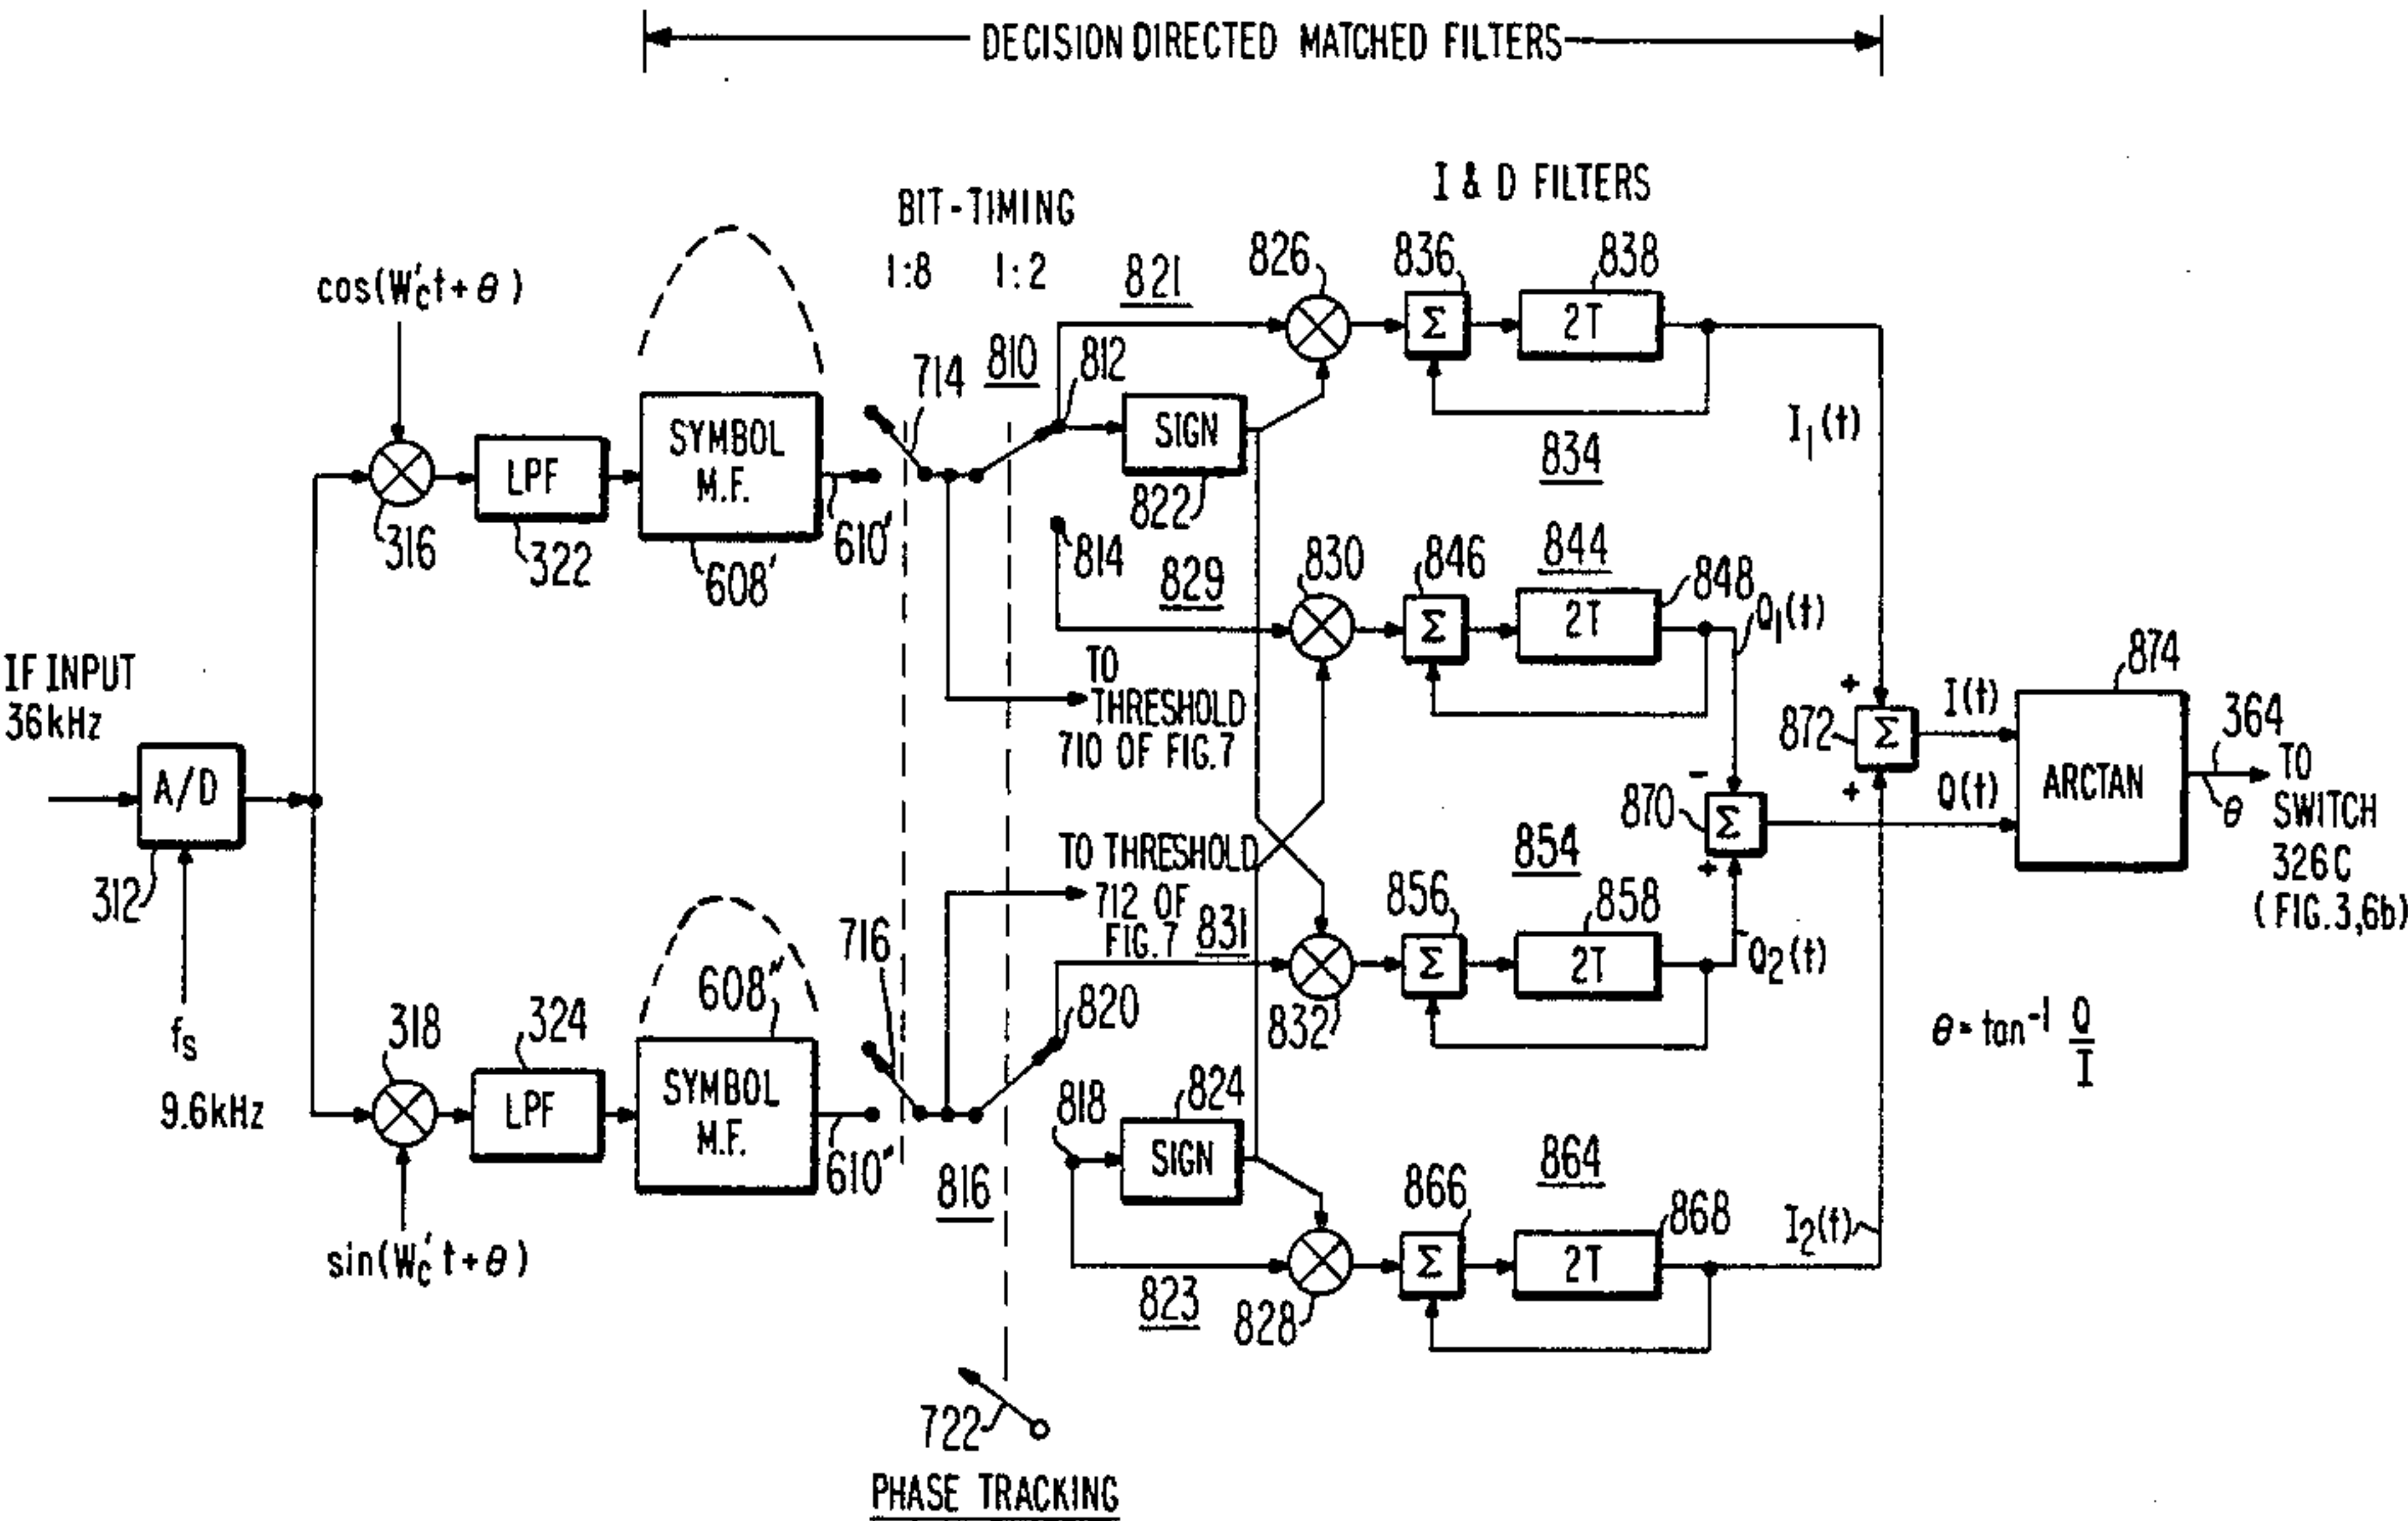 DECISION DIRECTED MATCHED FILTERS
I & D FILTERS
BIT-TIMING
1:8 1:2
821
826
836
838
cos(W'ct + θ)
810
812
714
Σ
2T
SYMBOL
M.F.
LPF
SIGN
I1(t)
834
316
322
608'
610'
822
814
829
830
846
844
848
Q1(t)
Σ
2T
IF INPUT
36kHz
A/D
TO
THRESHOLD
710 OF FIG.7
874
+
I(t)
364
872
Σ
TO
SWITCH
326C
(FIG.3,6b)
ARCTAN
θ
-
+
Q(t)
870
Σ
+
312
TO THRESHOLD
712 OF
FIG.7
831
854
856
858
716
608"
820
Σ
2T
Q2(t)
fs
9.6kHz
318
324
832
θ = tan-1 Q
I
LPF
SYMBOL
M.F.
818
824
SIGN
864
866
868
610"
816
I2(t)
sin(W'ct + θ)
Σ
2T
823
828
722
PHASE TRACKING